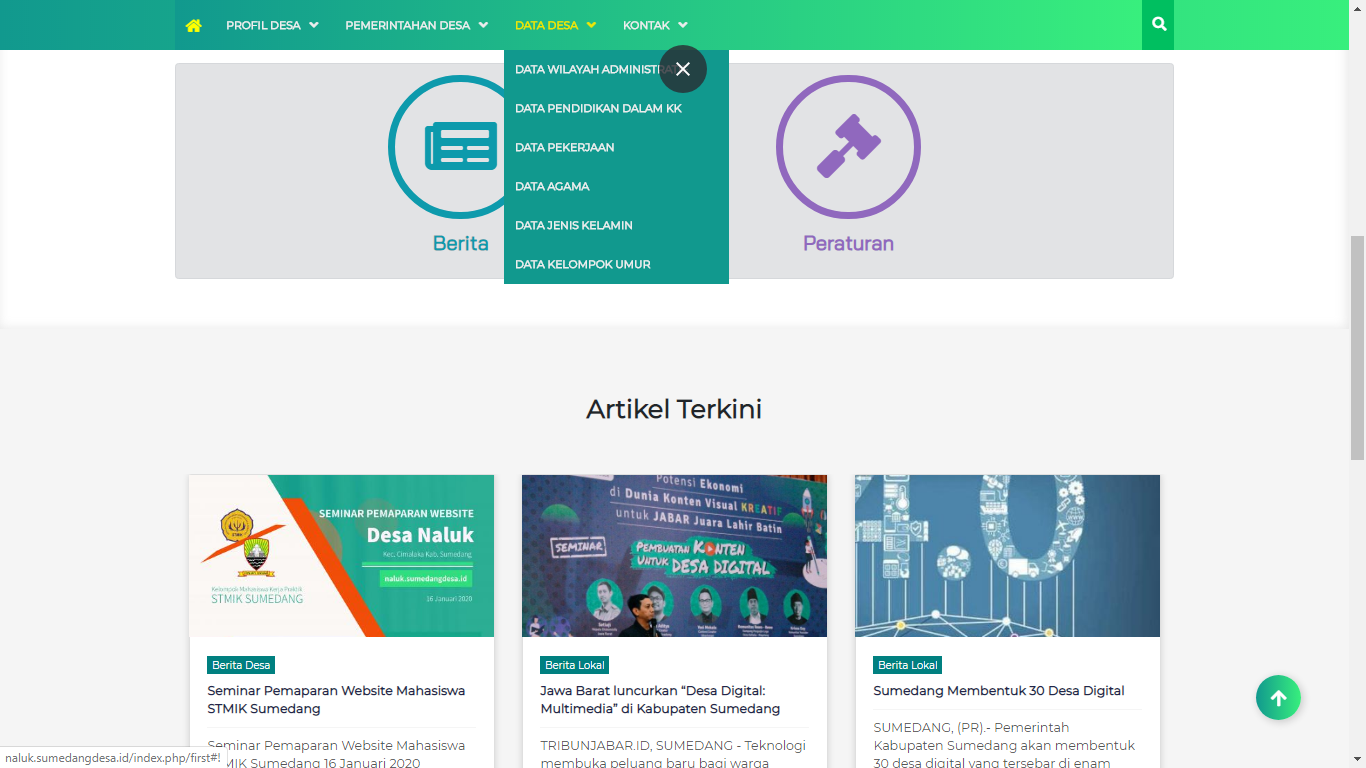 PROFIL DESA
PEMERINTAHAN DESA
DATA DESA
KONTAK
DATA WILAYAH ADMINISTRAT
DATA PENDIDIKAN DALAM KK
DATA PEKERJAAN
DATA AGAMA
DATA JENIS KELAMIN
DATA KELOMPOK UMUR
Berita
Peraturan
Artikel Terkini
SEMINAR PEMAPARAN WEBSITE
Desa Naluk
Kec. Cimalaka Kab. Sumedang
naluk.sumedangdesa.id
Kelompok Mahasiswa Kerja Praktik
STMIK SUMEDANG
16 Januari 2020
Potensi Ekonomi
di Dunia Konten Visual KREATIF
untuk JABAR Juara Lahir Batin
SEMINAR
PEMBUATAN KONTEN
UNTUK DESA DIGITAL
Berita Desa
Seminar Pemaparan Website Mahasiswa
STMIK Sumedang
Seminar Pemaparan Website Mahasiswa
MIK Sumedang 16 Januari 2020
Berita Lokal
Jawa Barat luncurkan “Desa Digital:
Multimedia” di Kabupaten Sumedang
TRIBUNJABAR.ID, SUMEDANG - Teknologi
membuka peluang baru bagi warga
Berita Lokal
Sumedang Membentuk 30 Desa Digital
SUMEDANG, (PR).- Pemerintah
Kabupaten Sumedang akan membentuk
30 desa digital yang tersebar di enam
naluk.sumedangdesa.id/index.php/first#!